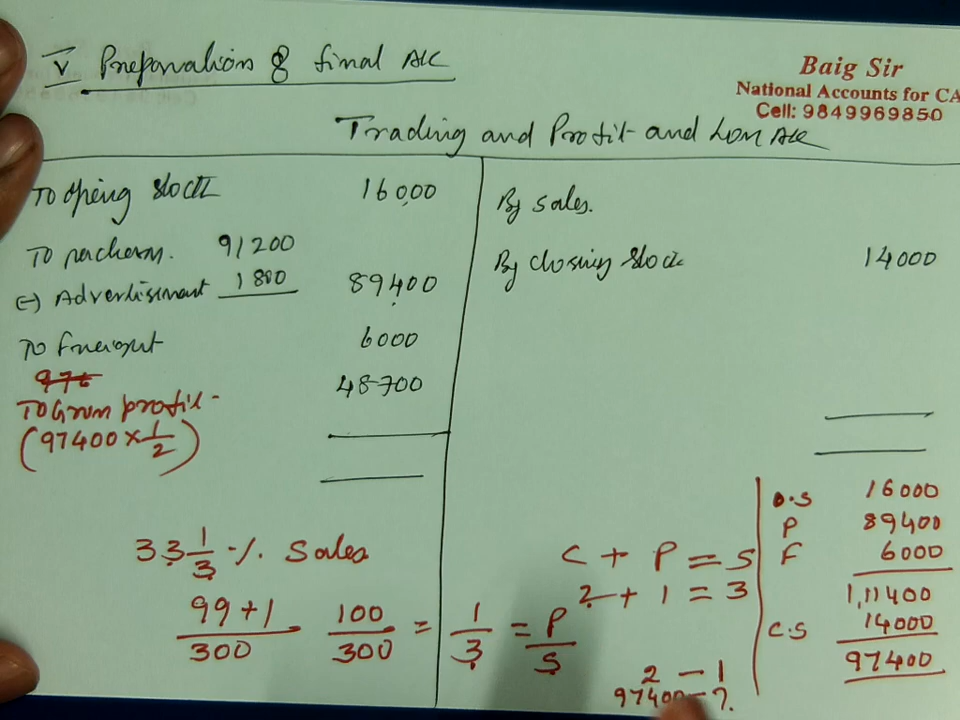 V Preparation of final A/c
Baig Sir
National Accounts for CA
Cell: 9849969850
Trading and Profit and Loss A/c
To opening stock 16000
By sales.
To purchases. 91200
By closing stock 14000
(-) Advertisement 1800 89400
To Freight 6000
976
48700
To Gross profit -
(97400 × 1/2)
O.S 16000
P 89400
F 6000
1,11400
C.S 14000
97400
33 1/3 % Sales
C + P = S
2 + 1 = 3
99+1/300 100/300 = 1/3 = P/S
2 - 1
97400 - ?